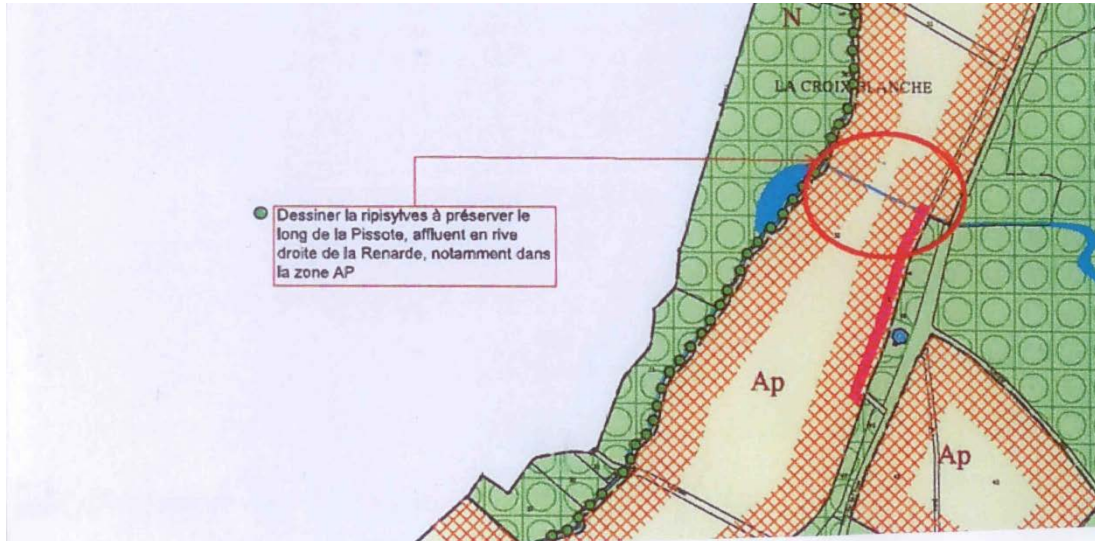 N
LA CROIX BLANCHE
Dessiner la ripisylves à préserver le
long de la Pissote, affluent en rive
droite de la Renarde, notamment dans
la zone AP
Ap
Ap